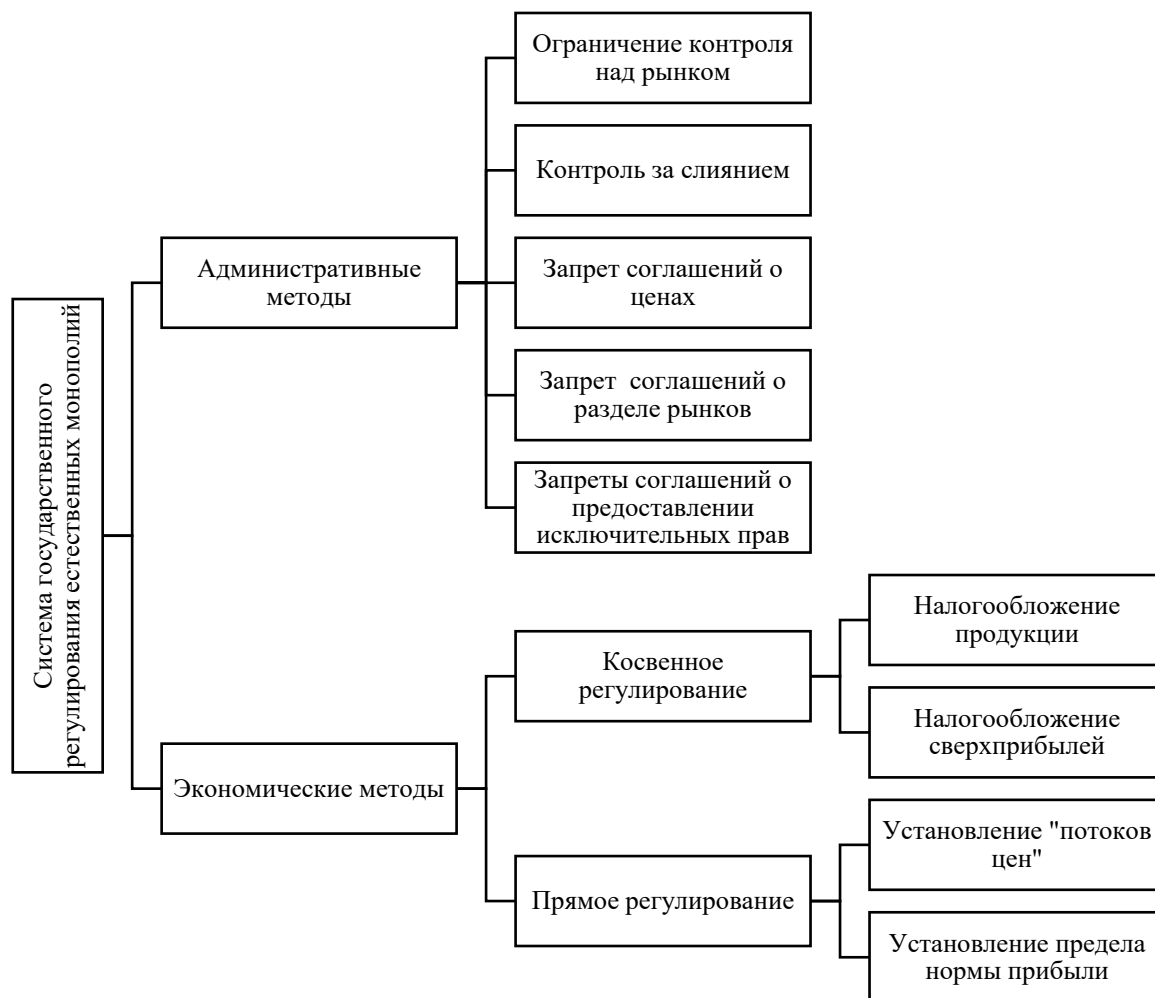 Система государственного
регулирования естественных монополий
Административные
методы
Ограничение контроля
над рынком
Контроль за слиянием
Запрет соглашений о
ценах
Запрет  соглашений о
разделе рынков
Запреты соглашений о
предоставлении
исключительных прав
Экономические методы
Косвенное
регулирование
Налогообложение
продукции
Налогообложение
сверхприбылей
Прямое регулирование
Установление "потоков
цен"
Установление предела
нормы прибыли